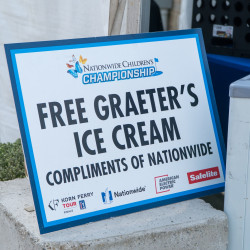 NATIONWIDE CHILDREN'S
CHAMPIONSHIP
FREE GRAETER'S
ICE CREAM
COMPLIMENTS OF NATIONWIDE
KORN FERRY
TOUR
Nationwide
AMERICAN
ELECTRIC
POWER
Safelite